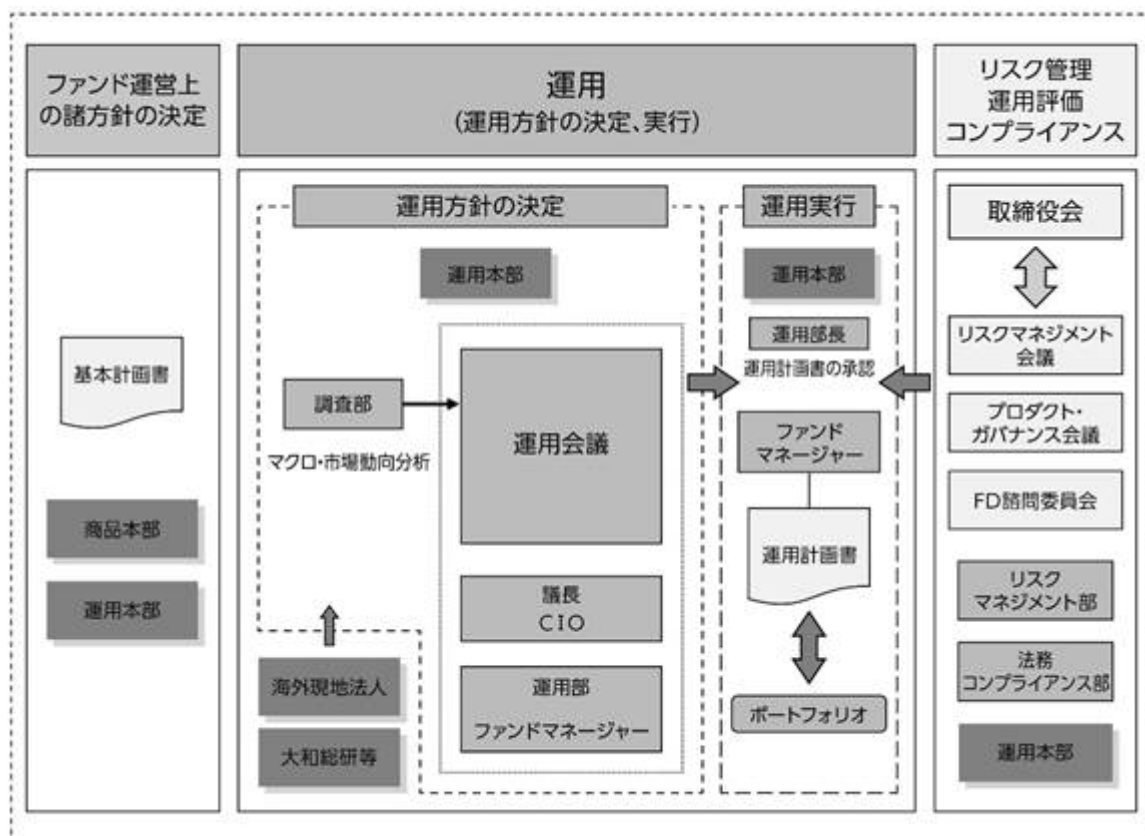 ファンド運営上
の諸方針の決定
基本計画書
商品本部
運用本部
運用
(運用方針の決定、実行)
運用方針の決定
運用本部
調査部
マクロ・市場動向分析
運用会議
議長
CIO
運用部
ファンドマネージャー
海外現地法人
大和総研等
運用実行
運用本部
運用部長
運用計画書の承認
ファンド
マネージャー
運用計画書
ポートフォリオ
リスク管理
運用評価
コンプライアンス
取締役会
リスクマネジメント
会議
プロダクト・
ガバナンス会議
FD諮問委員会
リスク
マネジメント部
法務
コンプライアンス部
運用本部